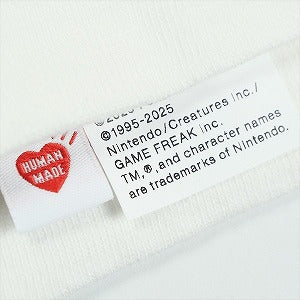 HUMAN
MADE
©1995-2025
Nintendo/Creatures Inc./
GAME FREAK inc.
TM,®,and character names
are trademarks of Nintendo.